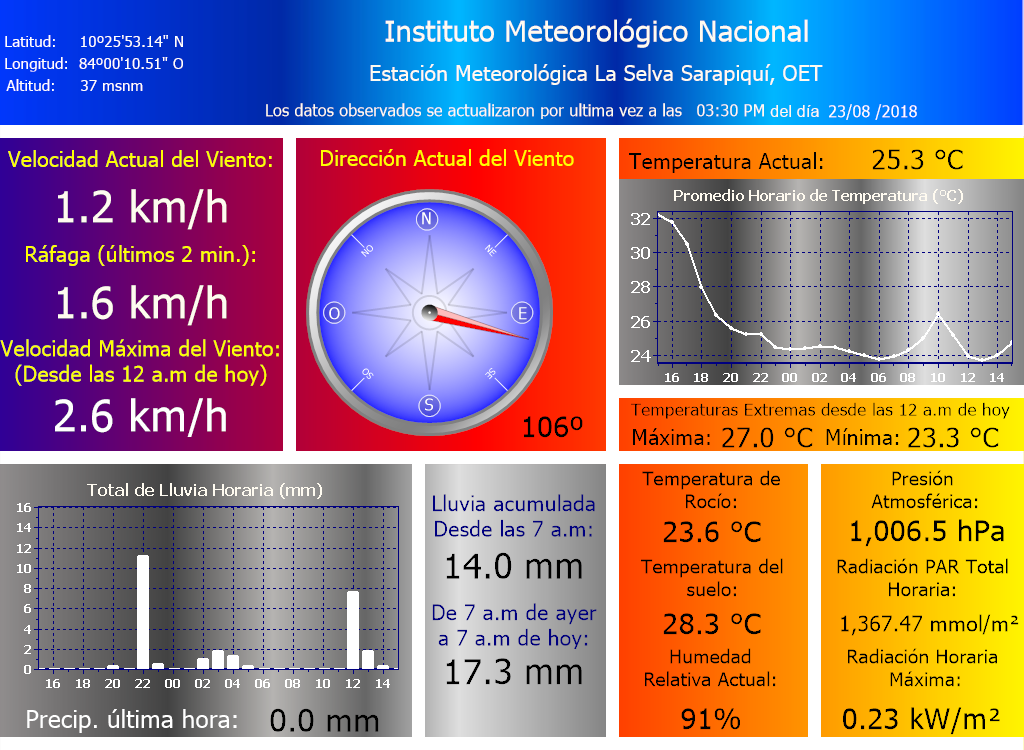 Latitud: 10º25'53.14" N
Longitud: 84º00'10.51" O
Altitud: 37 msnm
Instituto Meteorológico Nacional
Estación Meteorológica La Selva Sarapiquí, OET
Los datos observados se actualizaron por ultima vez a las 03:30 PM del día 23/08 /2018
Velocidad Actual del Viento:
1.2 km/h
Ráfaga (últimos 2 min.):
1.6 km/h
Velocidad Máxima del Viento:
(Desde las 12 a.m de hoy)
2.6 km/h
Dirección Actual del Viento
N
NO
NE
O
E
SO
SE
S
106º
Temperatura Actual: 25.3 °C
Promedio Horario de Temperatura (°C)
32
30
28
26
24
16 18 20 22 00 02 04 06 08 10 12 14
Temperaturas Extremas desde las 12 a.m de hoy
Máxima: 27.0 °C Mínima: 23.3 °C
Total de Lluvia Horaria (mm)
16
14
12
10
8
6
4
2
0
16 18 20 22 00 02 04 06 08 10 12 14
Precip. última hora: 0.0 mm
Lluvia acumulada
Desde las 7 a.m:
14.0 mm
De 7 a.m de ayer
a 7 a.m de hoy:
17.3 mm
Temperatura de
Rocío:
23.6 °C
Temperatura del
suelo:
28.3 °C
Humedad
Relativa Actual:
91%
Presión
Atmosférica:
1,006.5 hPa
Radiación PAR Total
Horaria:
1,367.47 mmol/m²
Radiación Horaria
Máxima:
0.23 kW/m²